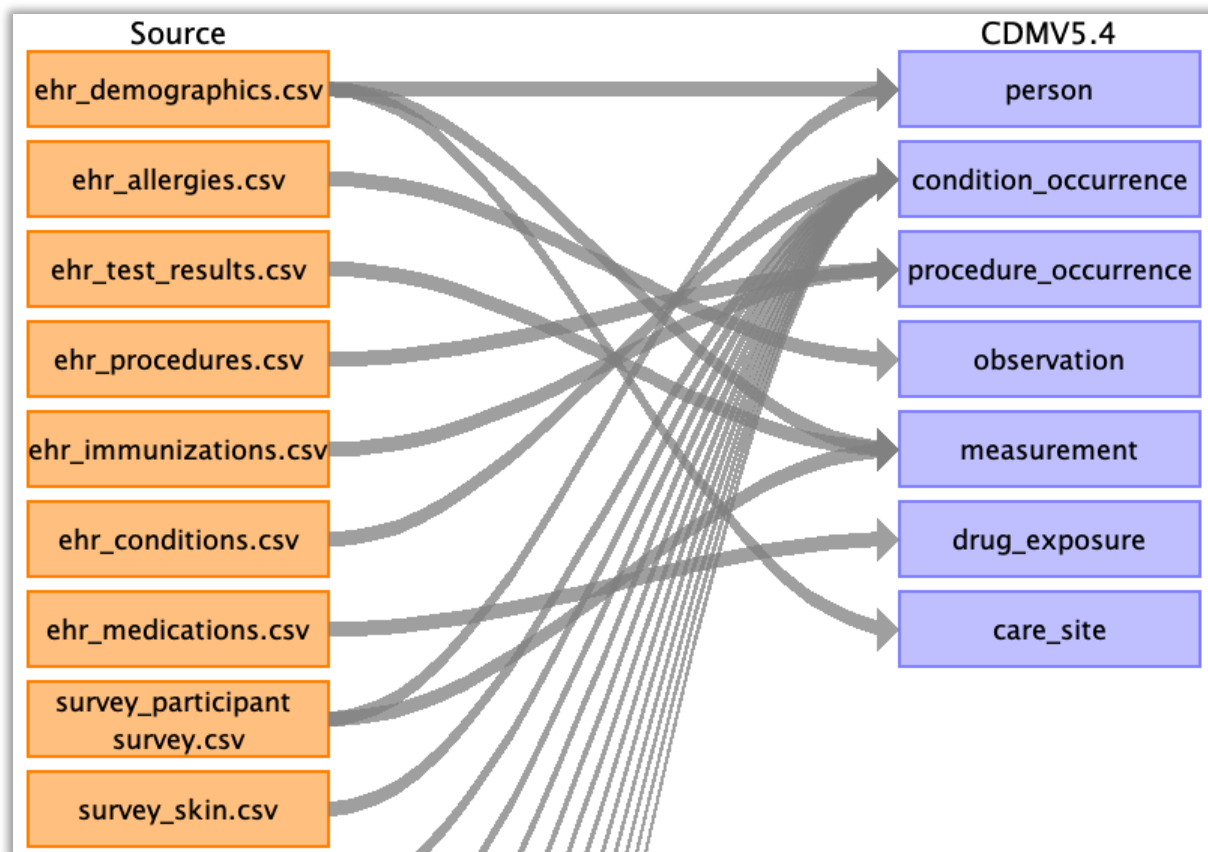 Source
CDMV5.4
ehr_demographics.csv
person
ehr_allergies.csv
condition_occurrence
ehr_test_results.csv
procedure_occurrence
ehr_procedures.csv
observation
ehr_immunizations.csv
measurement
ehr_conditions.csv
drug_exposure
ehr_medications.csv
care_site
survey_participant
survey.csv
survey_skin.csv